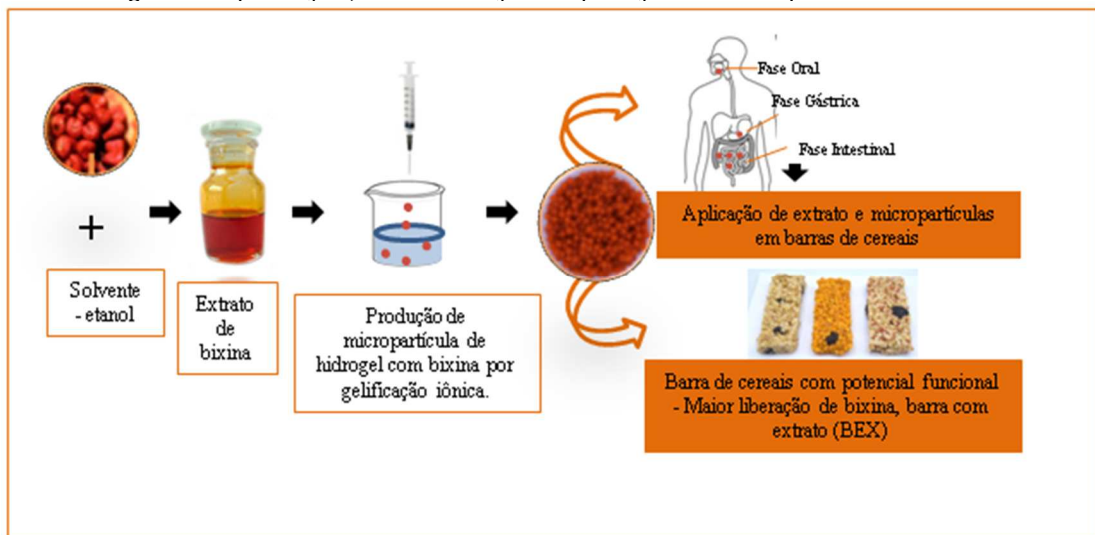 Fase Oral
Fase Gástrica
Fase Intestinal
Aplicação de extrato e micropartículas
em barras de cereais
+
Solvente
- etanol
Extrato
de
bixina
Produção de
micropartícula de
hidrogel com bixina por
gelificação iônica.
Barra de cereais com potencial funcional
- Maior liberação de bixina, barra com
extrato (BEX)